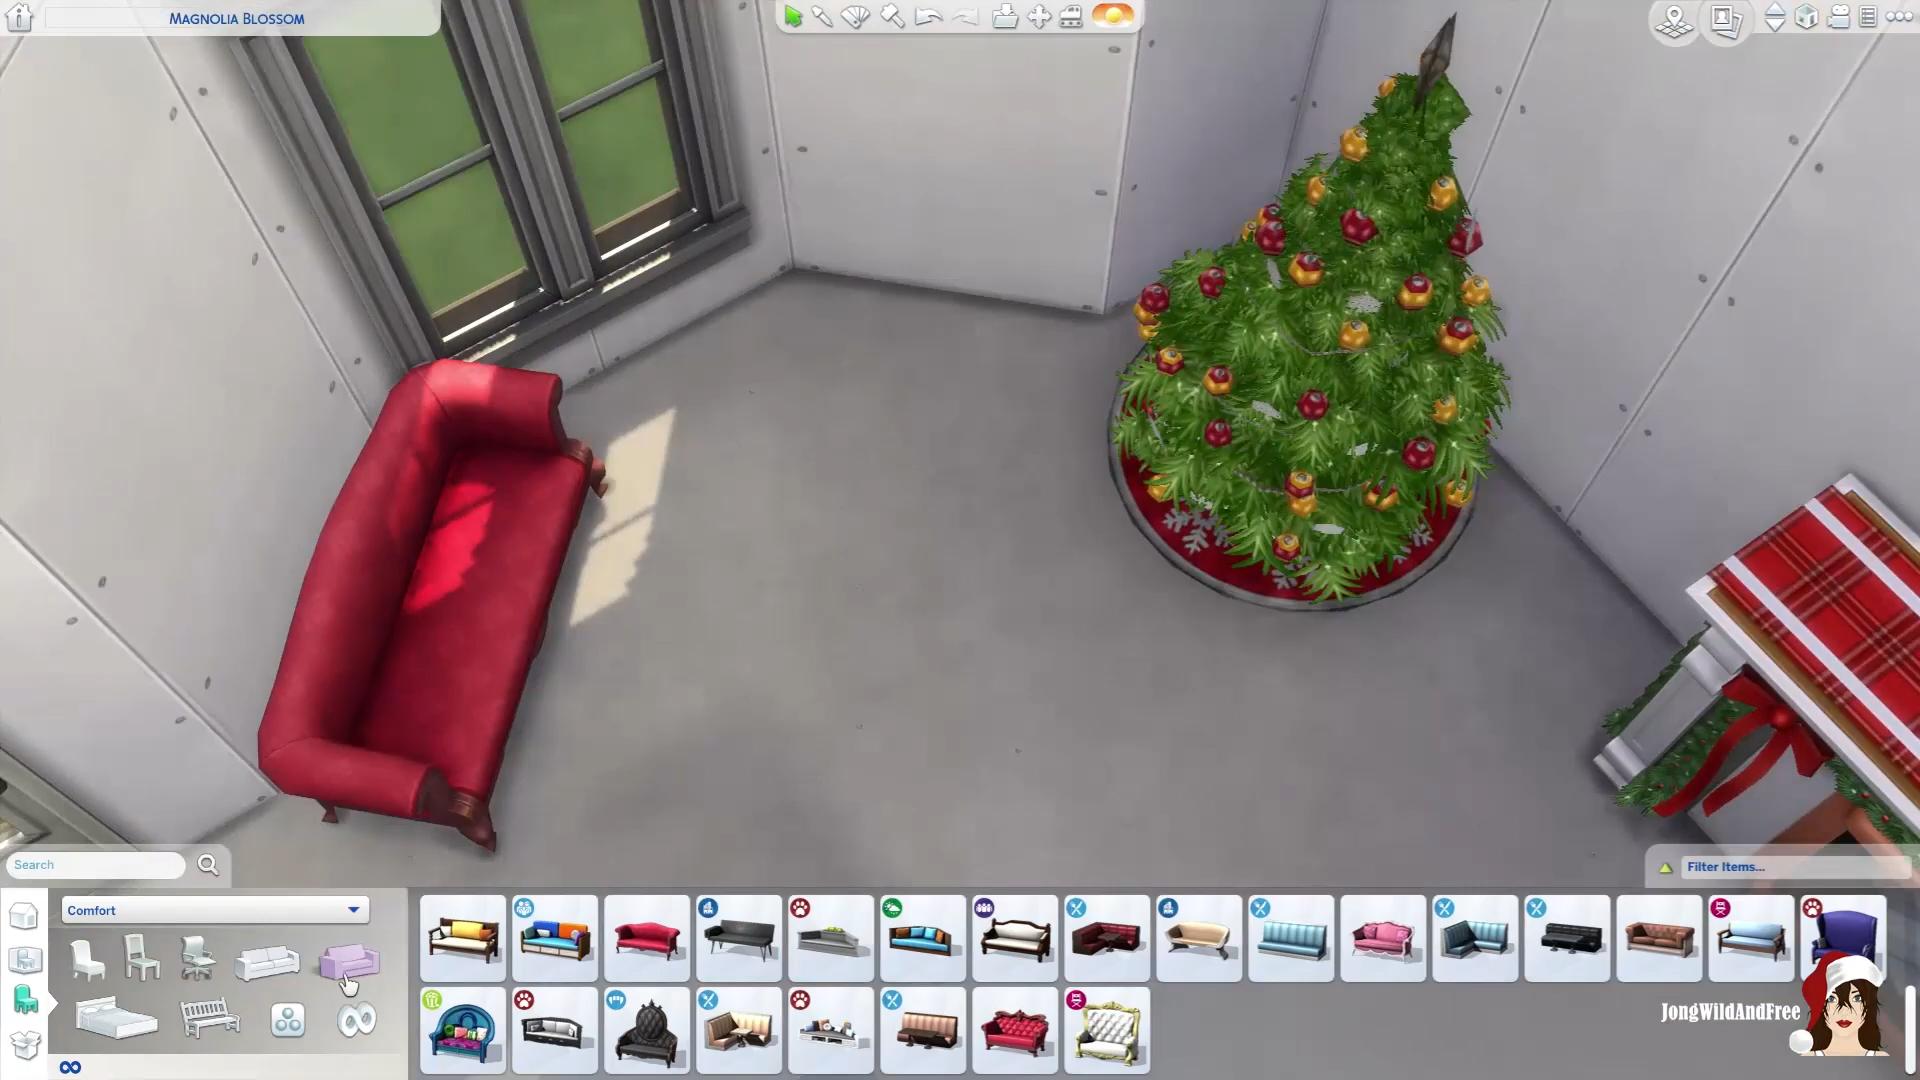 MAGNOLIA BLOSSOM
Search
Filter Items...
Comfort
JongWildAndFree